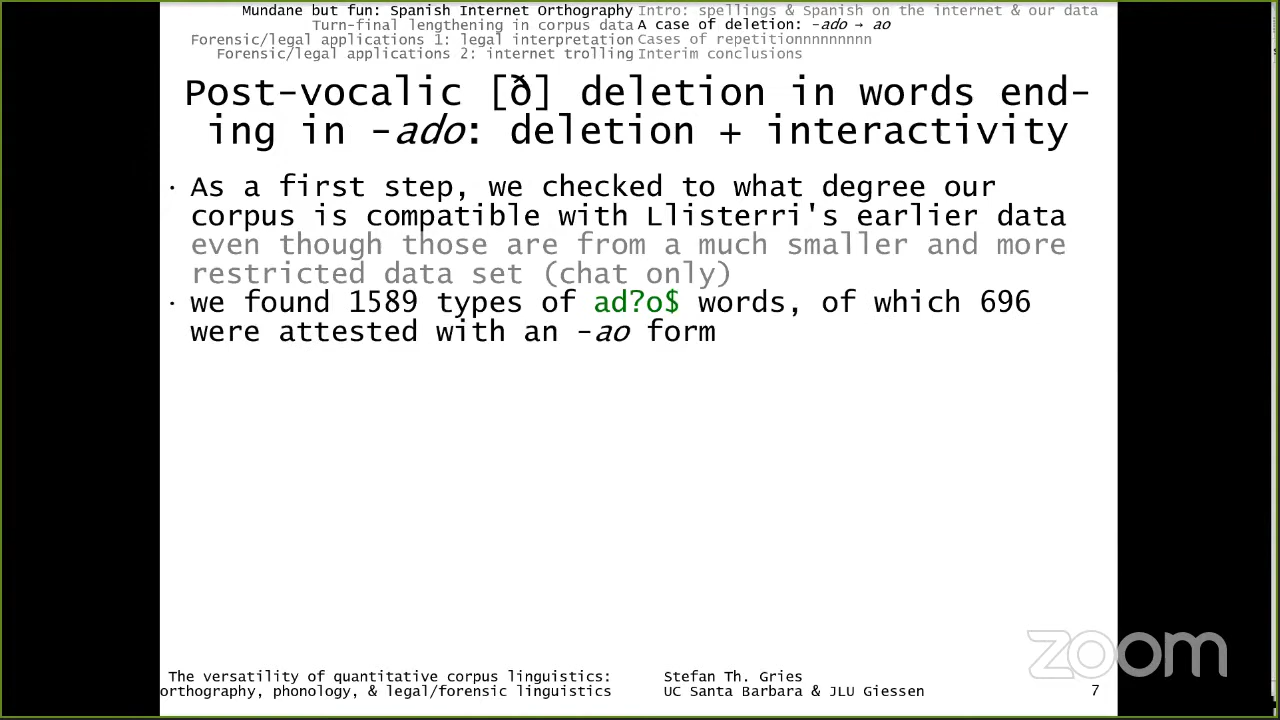 Mundane but fun: Spanish Internet Orthography Intro: spellings & Spanish on the internet & our data
Turn-final lengthening in corpus data A case of deletion: -ado → ao
Forensic/legal applications 1: legal interpretation Cases of repetitionnnnnnnnn
Forensic/legal applications 2: internet trolling Interim conclusions
Post-vocalic [ð] deletion in words end-
ing in -ado: deletion + interactivity
· As a first step, we checked to what degree our
corpus is compatible with Llisterri's earlier data
even though those are from a much smaller and more
restricted data set (chat only)
· we found 1589 types of ad?o$ words, of which 696
were attested with an -ao form
zoom
The versatility of quantitative corpus linguistics: Stefan Th. Gries
orthography, phonology, & legal/forensic linguistics UC Santa Barbara & JLU Giessen 7